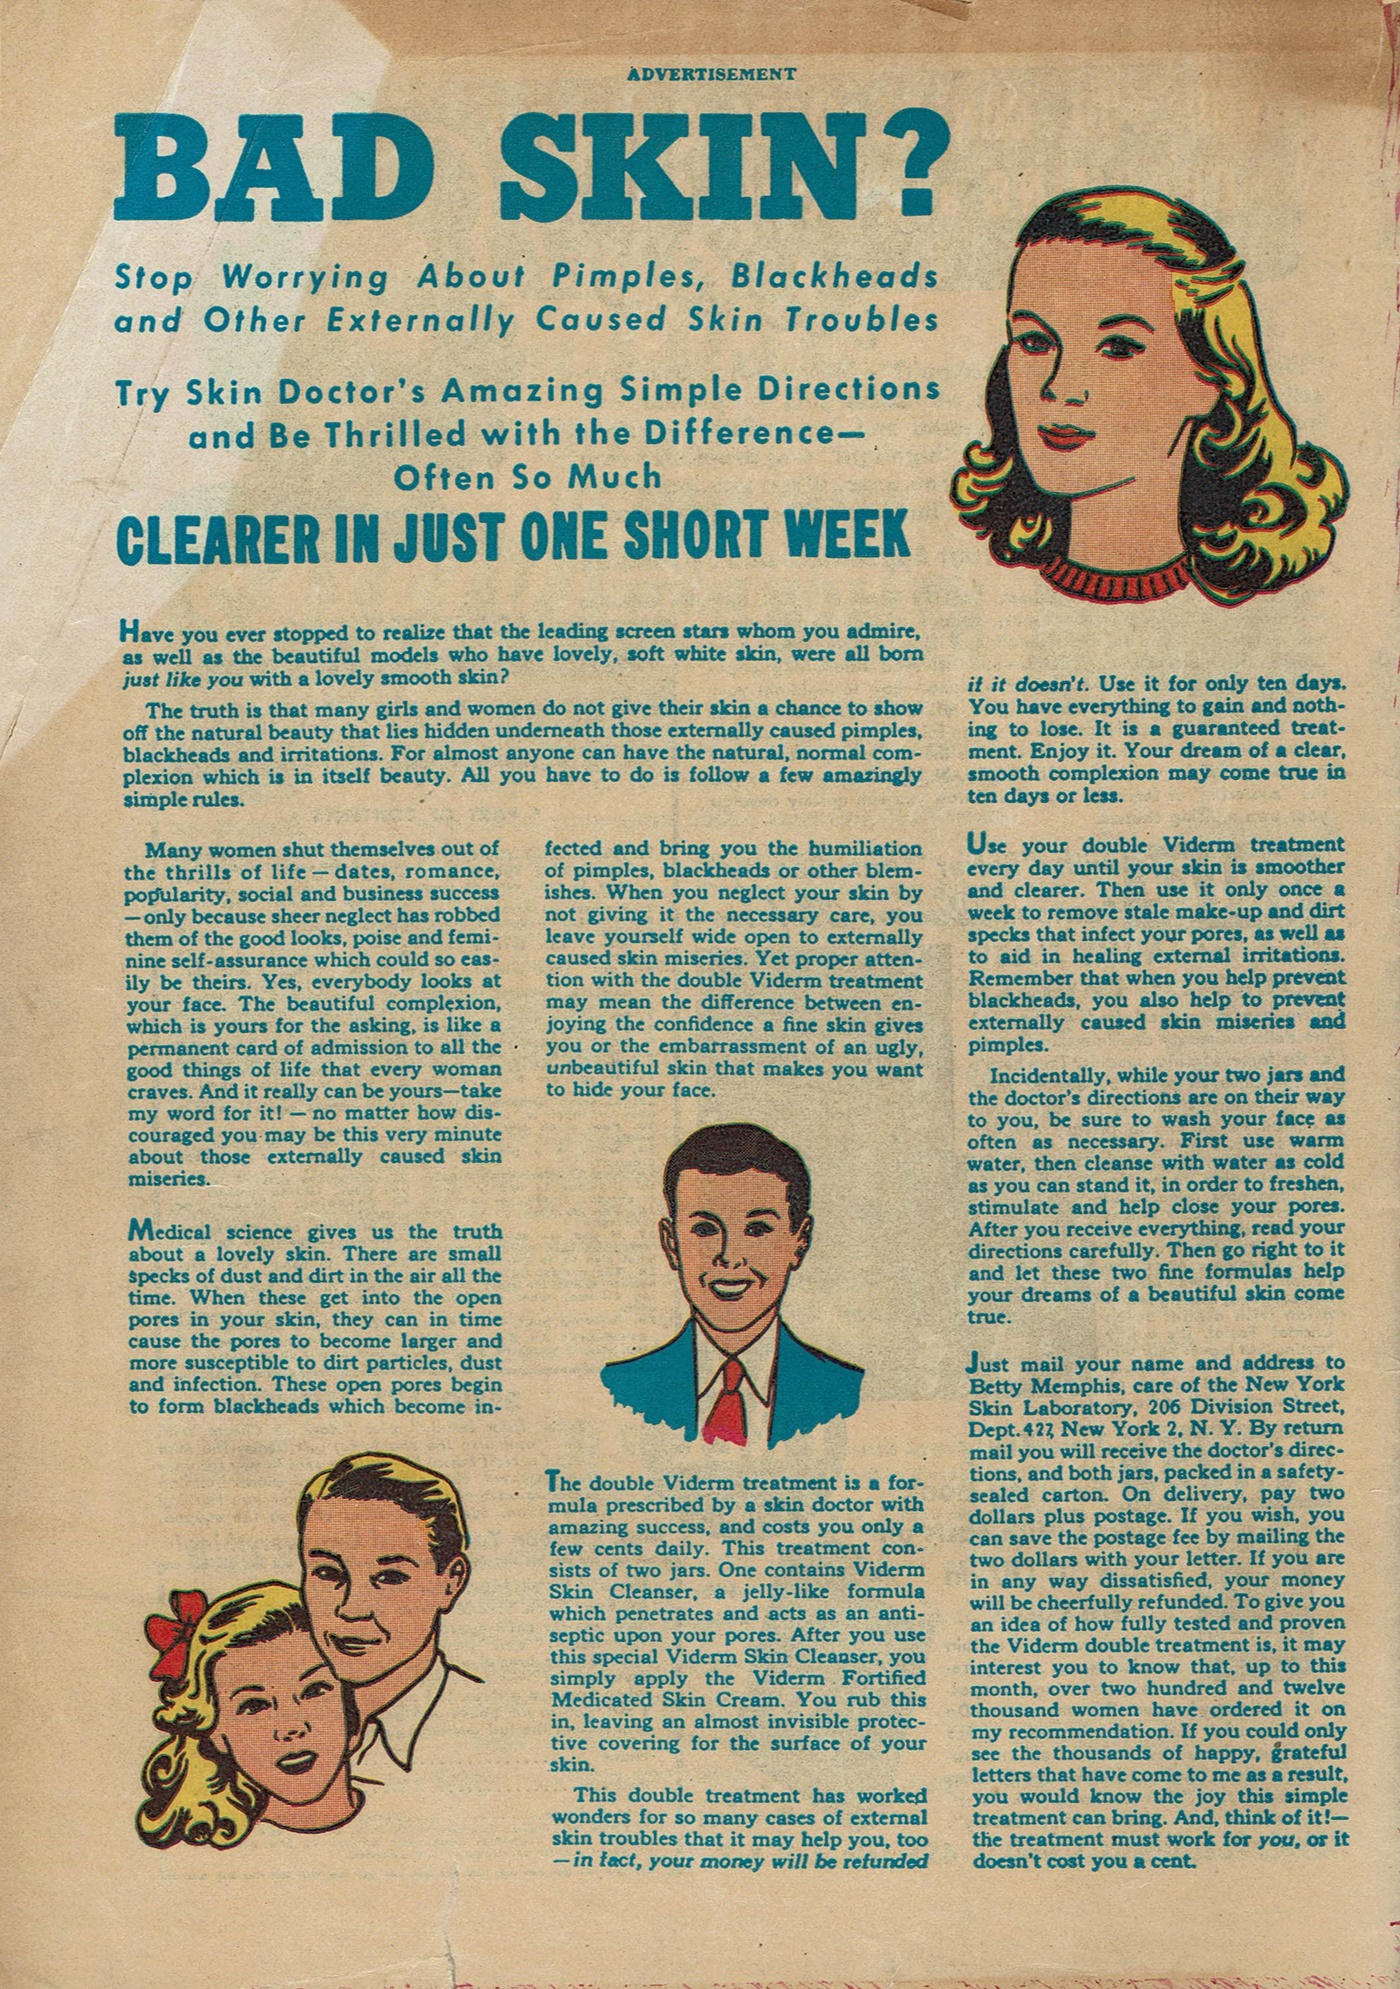 ADVERTISEMENT
BAD SKIN?
Stop Worrying About Pimples, Blackheads
and Other Externally Caused Skin Troubles
Try Skin Doctor's Amazing Simple Directions
and Be Thrilled with the Difference—
Often So Much
CLEARER IN JUST ONE SHORT WEEK
Have you ever stopped to realize that the leading screen stars whom you admire,
as well as the beautiful models who have lovely, soft white skin, were all born
just like you with a lovely smooth skin?
The truth is that many girls and women do not give their skin a chance to show
off the natural beauty that lies hidden underneath those externally caused pimples,
blackheads and irritations. For almost anyone can have the natural, normal com-
plexion which is in itself beauty. All you have to do is follow a few amazingly
simple rules.
Many women shut themselves out of
the thrills of life — dates, romance,
popularity, social and business success
— only because sheer neglect has robbed
them of the good looks, poise and femi-
nine self-assurance which could so eas-
ily be theirs. Yes, everybody looks at
your face. The beautiful complexion,
which is yours for the asking, is like a
permanent card of admission to all the
good things of life that every woman
craves. And it really can be yours—take
my word for it! — no matter how dis-
couraged you may be this very minute
about those externally caused skin
miseries.
Medical science gives us the truth
about a lovely skin. There are small
specks of dust and dirt in the air all the
time. When these get into the open
pores in your skin, they can in time
cause the pores to become larger and
more susceptible to dirt particles, dust
and infection. These open pores begin
to form blackheads which become in-
fected and bring you the humiliation
of pimples, blackheads or other blem-
ishes. When you neglect your skin by
not giving it the necessary care, you
leave yourself wide open to externally
caused skin miseries. Yet proper atten-
tion with the double Viderm treatment
may mean the difference between en-
joying the confidence a fine skin gives
you or the embarrassment of an ugly,
unbeautiful skin that makes you want
to hide your face.
The double Viderm treatment is a for-
mula prescribed by a skin doctor with
amazing success, and costs you only a
few cents daily. This treatment con-
sists of two jars. One contains Viderm
Skin Cleanser, a jelly-like formula
which penetrates and acts as an anti-
septic upon your pores. After you use
this special Viderm Skin Cleanser, you
simply apply the Viderm Fortified
Medicated Skin Cream. You rub this
in, leaving an almost invisible protec-
tive covering for the surface of your
skin.
This double treatment has worked
wonders for so many cases of external
skin troubles that it may help you, too
— in fact, your money will be refunded
if it doesn't. Use it for only ten days.
You have everything to gain and noth-
ing to lose. It is a guaranteed treat-
ment. Enjoy it. Your dream of a clear,
smooth complexion may come true in
ten days or less.
Use your double Viderm treatment
every day until your skin is smoother
and clearer. Then use it only once a
week to remove stale make-up and dirt
specks that infect your pores, as well as
to aid in healing external irritations.
Remember that when you help prevent
blackheads, you also help to prevent
externally caused skin miseries and
pimples.
Incidentally, while your two jars and
the doctor's directions are on their way
to you, be sure to wash your face as
often as necessary. First use warm
water, then cleanse with water as cold
as you can stand it, in order to freshen,
stimulate and help close your pores.
After you receive everything, read your
directions carefully. Then go right to it
and let these two fine formulas help
your dreams of a beautiful skin come
true.
Just mail your name and address to
Betty Memphis, care of the New York
Skin Laboratory, 206 Division Street,
Dept. 427, New York 2, N. Y. By return
mail you will receive the doctor's direc-
tions, and both jars, packed in a safety-
sealed carton. On delivery, pay two
dollars plus postage. If you wish, you
can save the postage fee by mailing the
two dollars with your letter. If you are
in any way dissatisfied, your money
will be cheerfully refunded. To give you
an idea of how fully tested and proven
the Viderm double treatment is, it may
interest you to know that, up to this
month, over two hundred and twelve
thousand women have ordered it on
my recommendation. If you could only
see the thousands of happy, grateful
letters that have come to me as a result,
you would know the joy this simple
treatment can bring. And, think of it!—
the treatment must work for you, or it
doesn't cost you a cent.